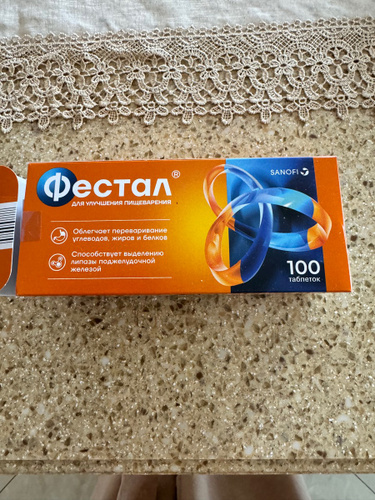 Фестал®
ДЛЯ УЛУЧШЕНИЯ ПИЩЕВАРЕНИЯ
SANOFI
Облегчает переваривание
углеводов, жиров и белков
Способствует выделению
липазы поджелудочной
железой
100
таблеток